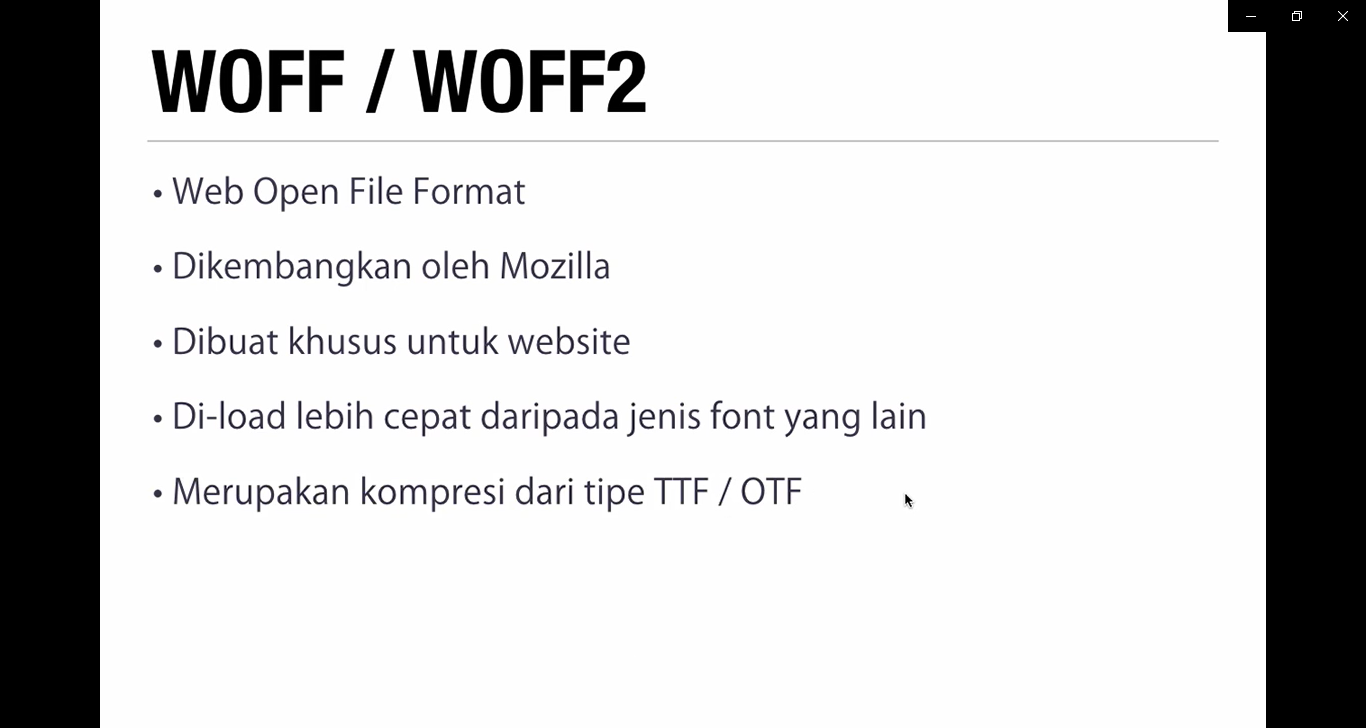 WOFF / WOFF2
• Web Open File Format
• Dikembangkan oleh Mozilla
• Dibuat khusus untuk website
• Di-load lebih cepat daripada jenis font yang lain
• Merupakan kompresi dari tipe TTF / OTF